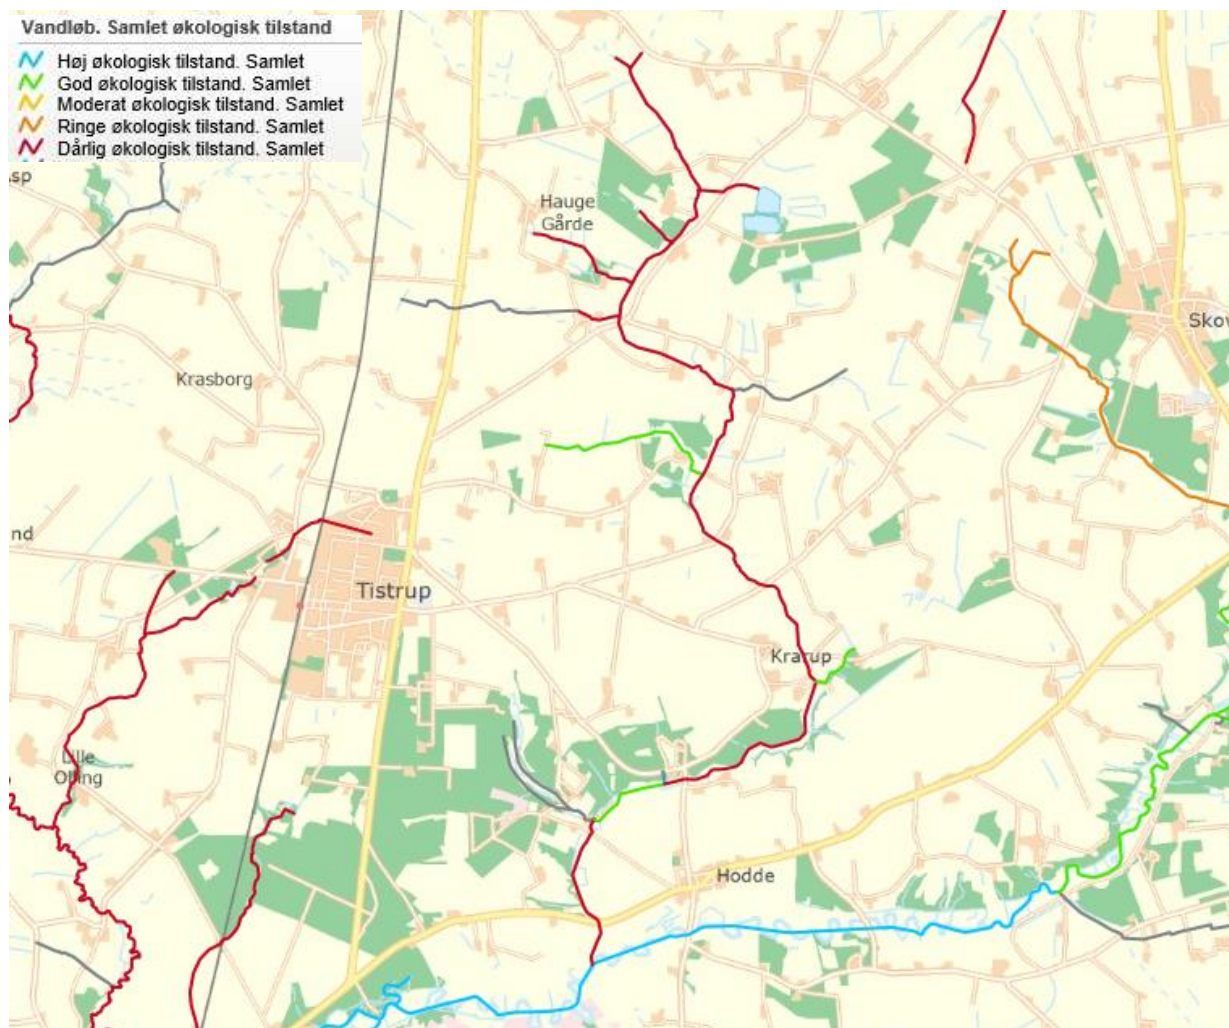 Vandløb. Samlet økologisk tilstand
Høj økologisk tilstand. Samlet
God økologisk tilstand. Samlet
Moderat økologisk tilstand. Samlet
Ringe økologisk tilstand. Samlet
Dårlig økologisk tilstand. Samlet
sp
Hauge
Gårde
Skov
Krasborg
nd
Tistrup
Krarup
Lille
Olling
Hodde